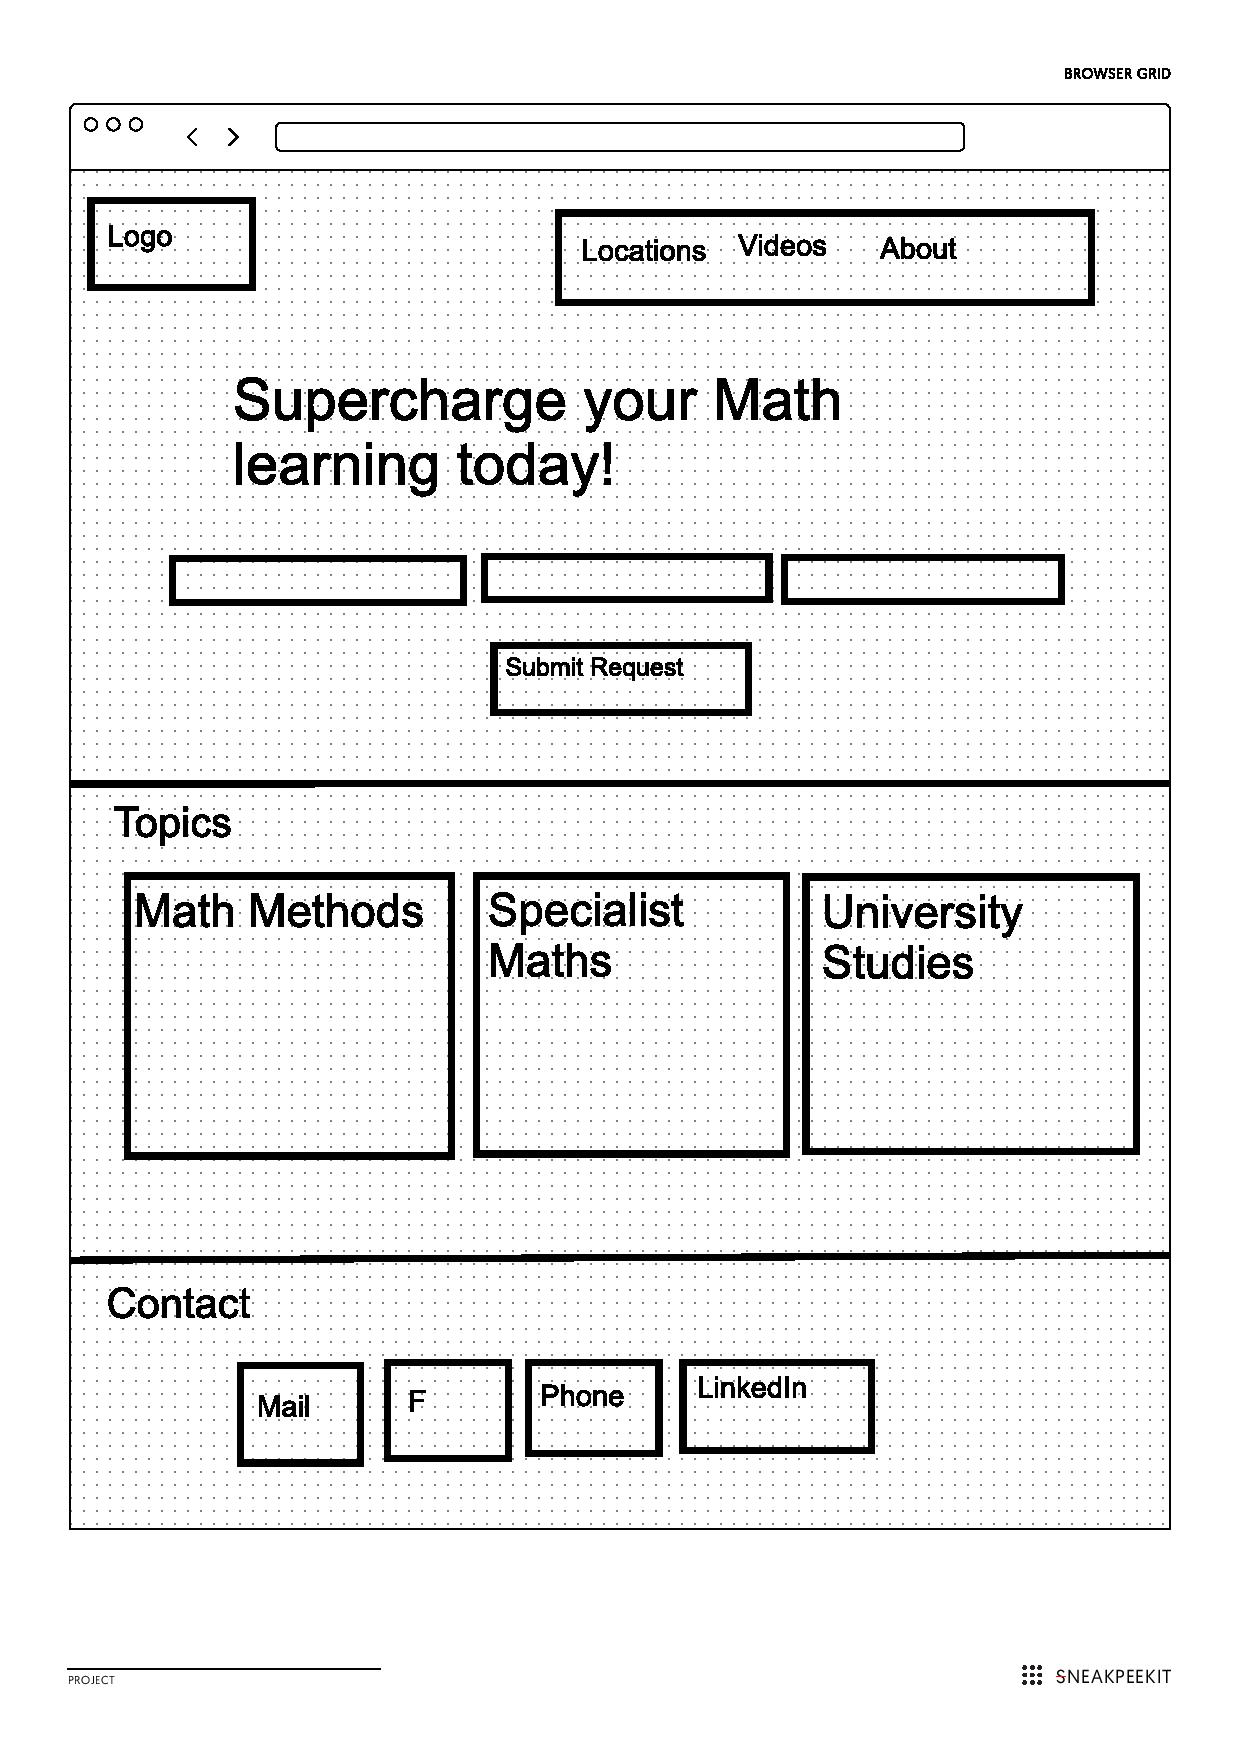 BROWSER GRID
Logo
Locations Videos About
Supercharge your Math
learning today!
Submit Request
Topics
Math Methods
Specialist
Maths
University
Studies
Contact
Mail
F
Phone
LinkedIn
PROJECT
SNEAKPEEKIT